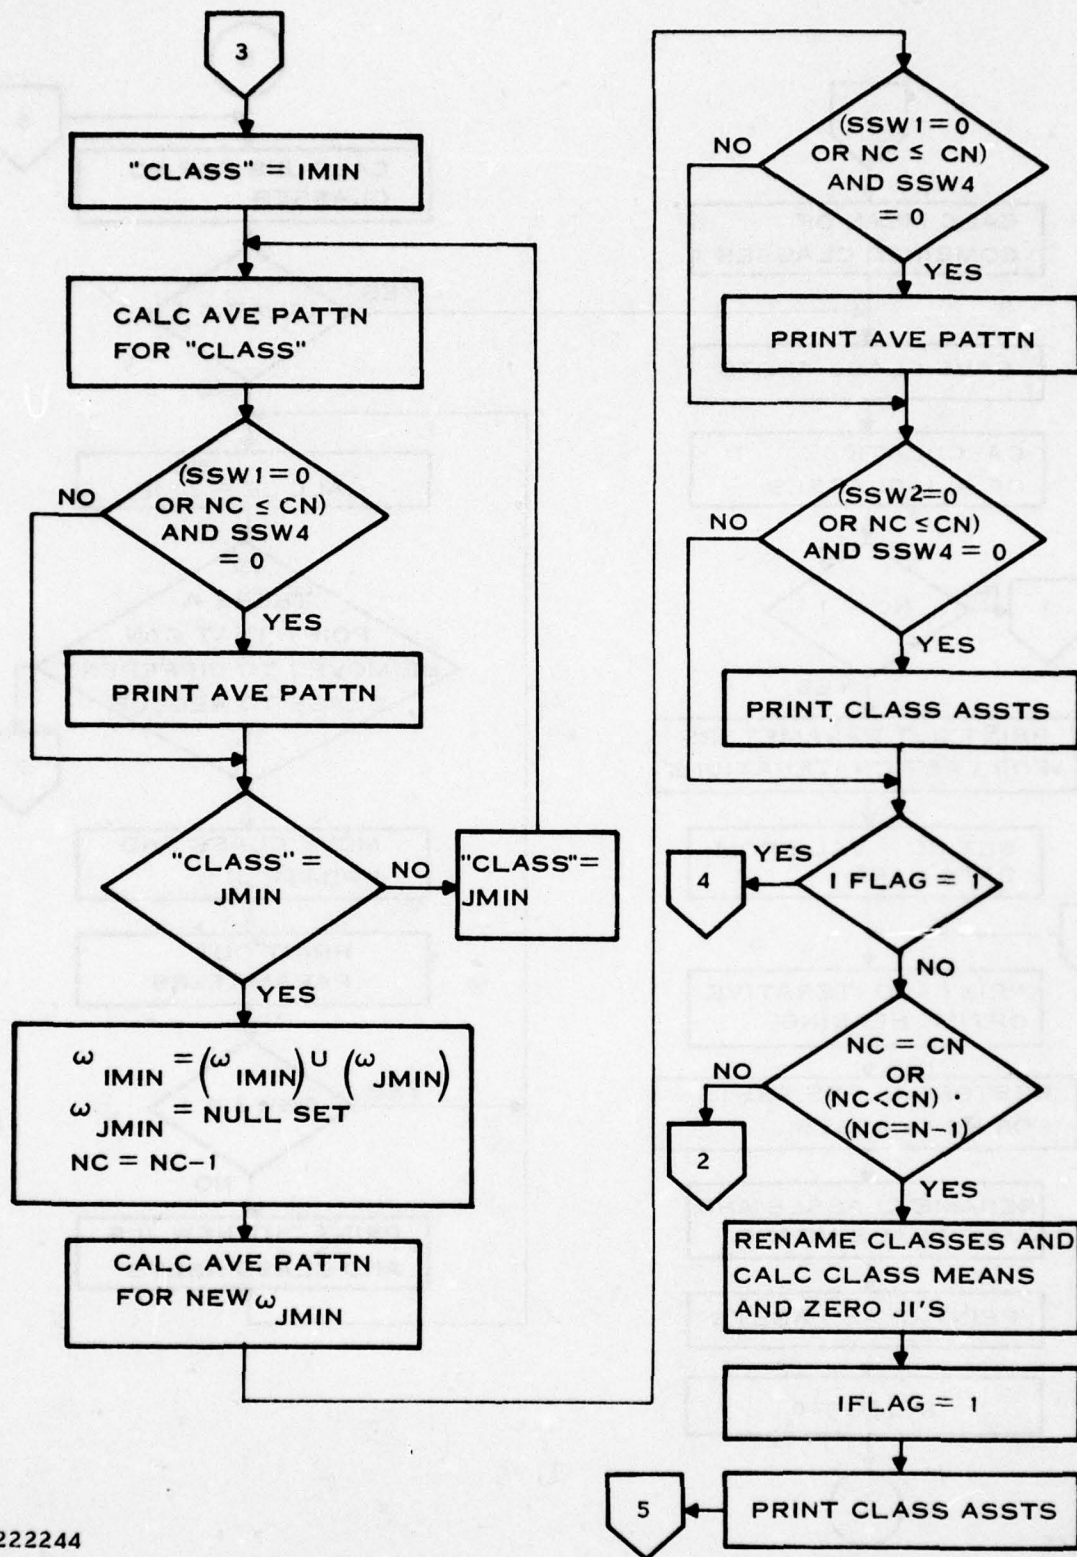 3
"CLASS" = IMIN
CALC AVE PATTN
FOR "CLASS"
(SSW1=0
OR NC ≤ CN)
AND SSW4
= 0
NO
YES
PRINT AVE PATTN
"CLASS" =
JMIN
NO
"CLASS"=
JMIN
YES
ω IMIN = (ω IMIN) ∪ (ω JMIN)
ω JMIN = NULL SET
NC = NC-1
CALC AVE PATTN
FOR NEW ω JMIN
(SSW1=0
OR NC ≤ CN)
AND SSW4
= 0
NO
YES
PRINT AVE PATTN
(SSW2=0
OR NC ≤CN)
AND SSW4 = 0
NO
YES
PRINT CLASS ASSTS
I FLAG = 1
YES
4
NO
NC = CN
OR
(NC<CN) ·
(NC=N-1)
NO
2
YES
RENAME CLASSES AND
CALC CLASS MEANS
AND ZERO JI'S
IFLAG = 1
PRINT CLASS ASSTS
5
222244